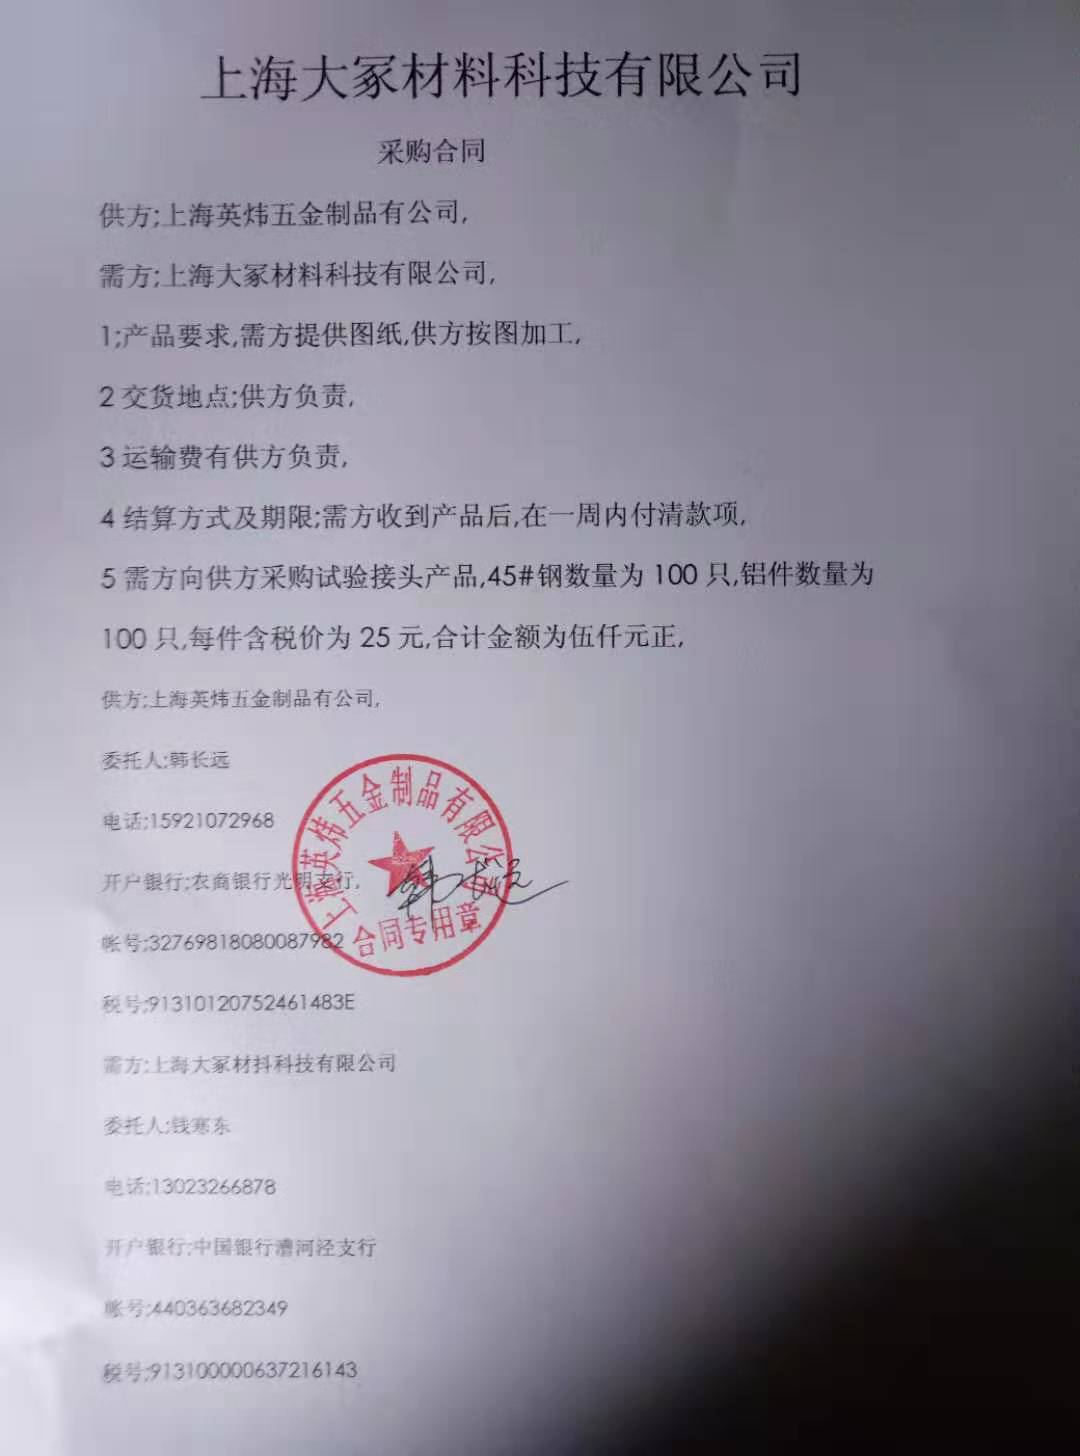 上海大冢材料科技有限公司
采购合同
供方;上海英炜五金制品有公司,
需方;上海大冢材料科技有限公司,
1;产品要求,需方提供图纸,供方按图加工,
2 交货地点;供方负责,
3 运输费有供方负责,
4 结算方式及期限;需方收到产品后,在一周内付清款项,
5 需方向供方采购试验接头产品,45#钢数量为 100 只,铝件数量为
100 只,每件含税价为 25 元,合计金额为伍仟元正,
供方;上海英炜五金制品有公司,
委托人;韩长远
电话;15921072968
开户银行;农商银行光明支行,
帐号;32769818080087982
税号;91310120752461483E
上海英炜五金制品有限公司
合同专用章
韩长远
需方;上海大冢材抖科技有限公司
委托人;钱寒东
电话;13023266878
开户银行;中国银行漕河泾支行
帐号;440363682349
税号;9131000000637216143